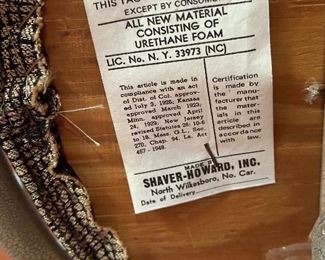 THIS TAG
EXCEPT BY CONSUMER
ALL NEW MATERIAL
CONSISTING OF
URETHANE FOAM
LIC. No. N. Y. 33973 (NC)
This article is made in
compliance with an act
of Dist. of Col. approved
July 3, 1926; Kansas
approved March 1923;
Minn. approved April
24, 1929; New Jersey
revised Statutes 26: 10-6
to 18. Mass. G. L. Sec.
270, Chap. 94, La. Act
467 - 1948.
Certification
is made by
the manu-
facturer that
the mater-
ials in this
article are
described in
accordance
with law.
MADE BY
SHAVER-HOWARD, INC.
North Wilkesboro, No. Car.
Date of Delivery